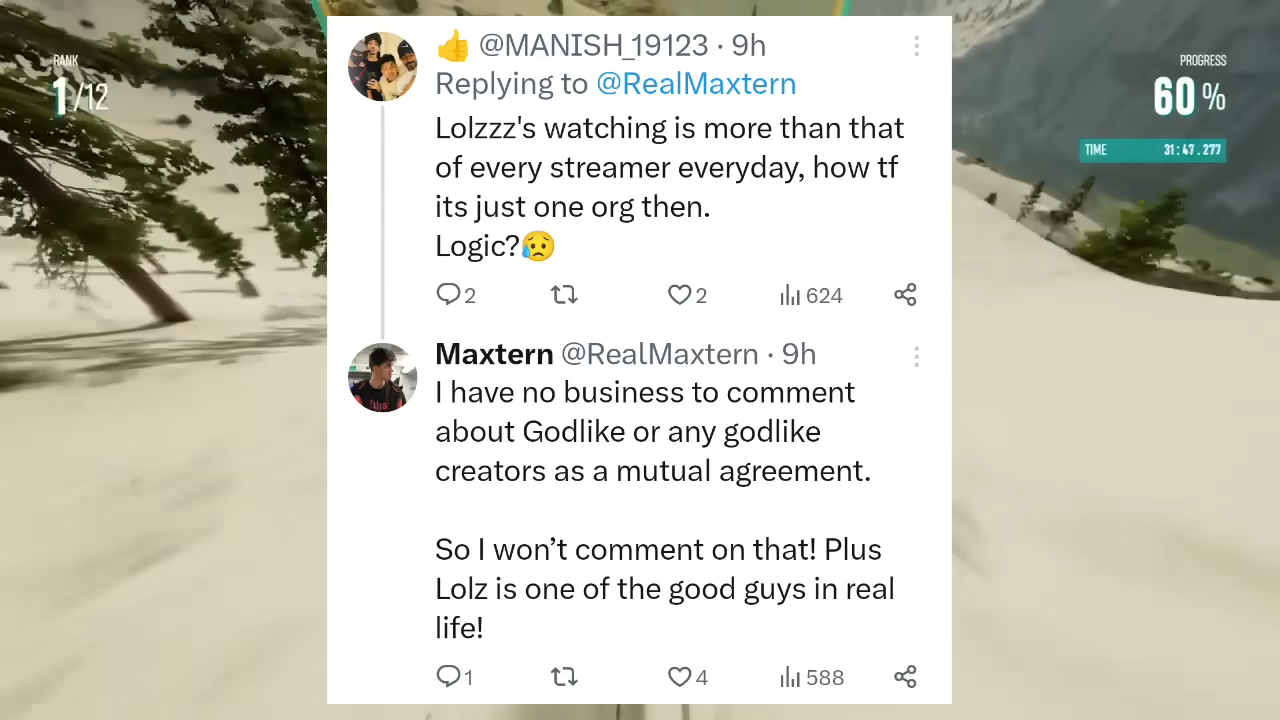 RANK
1/12
PROGRESS
60 %
TIME 31:47.277
👍 @MANISH_19123 · 9h
Replying to @RealMaxtern
Lolzzz's watching is more than that
of every streamer everyday, how tf
its just one org then.
Logic?😥
2 2 624
Maxtern @RealMaxtern · 9h
I have no business to comment
about Godlike or any godlike
creators as a mutual agreement.
So I won’t comment on that! Plus
Lolz is one of the good guys in real
life!
1 4 588